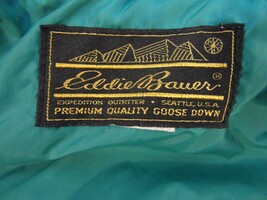 Eddie Bauer
EXPEDITION OUTFITTER • SEATTLE, U.S.A.
PREMIUM QUALITY GOOSE DOWN